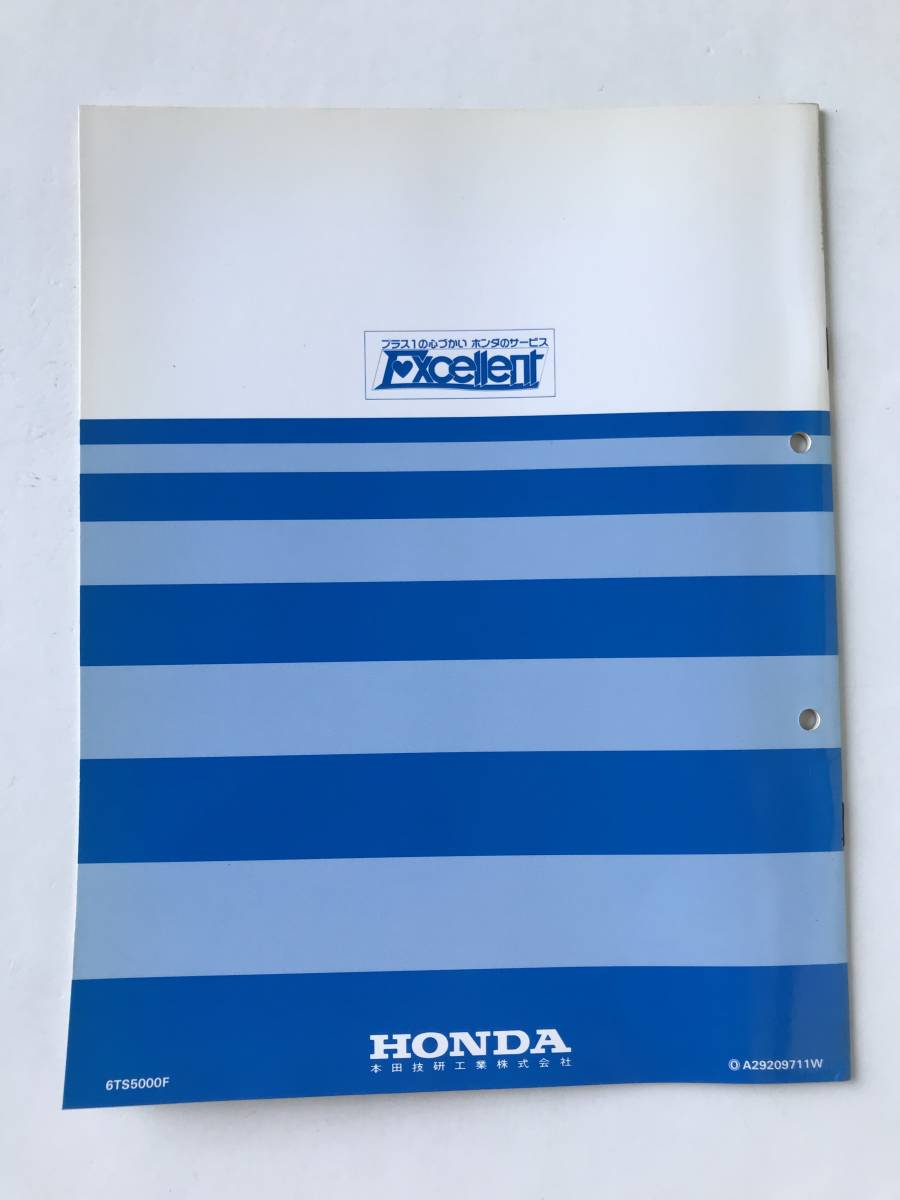 プラス1の心づかい ホンダのサービス
Excellent
HONDA
本田技研工業株式会社
6TS5000F
Ⓞ A29209711W